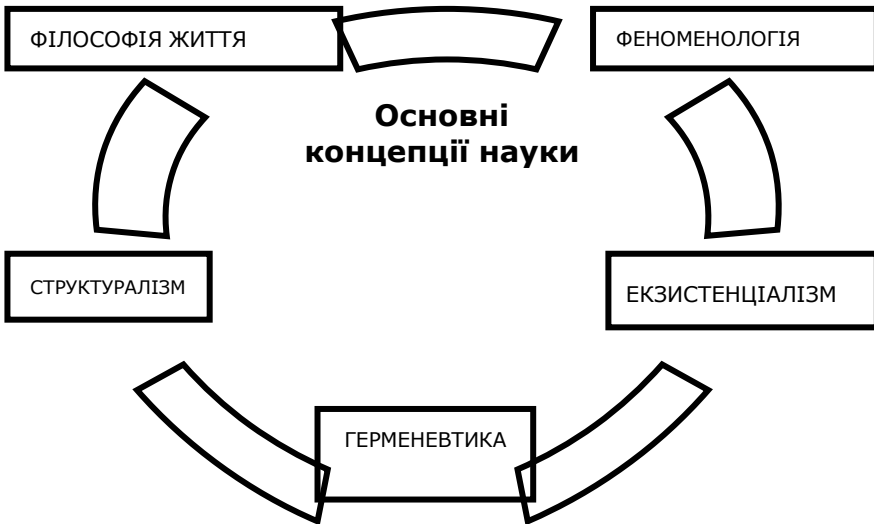 ФІЛОСОФІЯ ЖИТТЯ
ФЕНОМЕНОЛОГІЯ
Основні
концепції науки
СТРУКТУРАЛІЗМ
ЕКЗИСТЕНЦІАЛІЗМ
ГЕРМЕНЕВТИКА